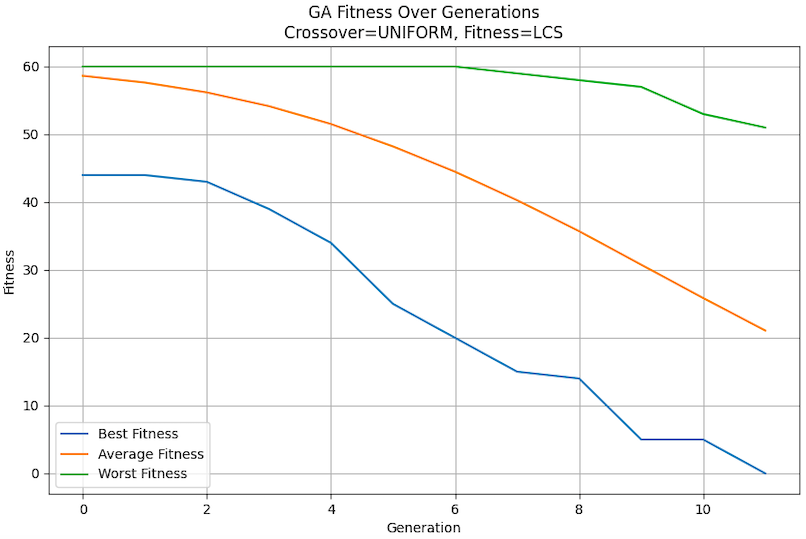 GA Fitness Over Generations
Crossover=UNIFORM, Fitness=LCS
60
50
40
30
20
10
0
Fitness
Best Fitness
Average Fitness
Worst Fitness
0 2 4 6 8 10
Generation